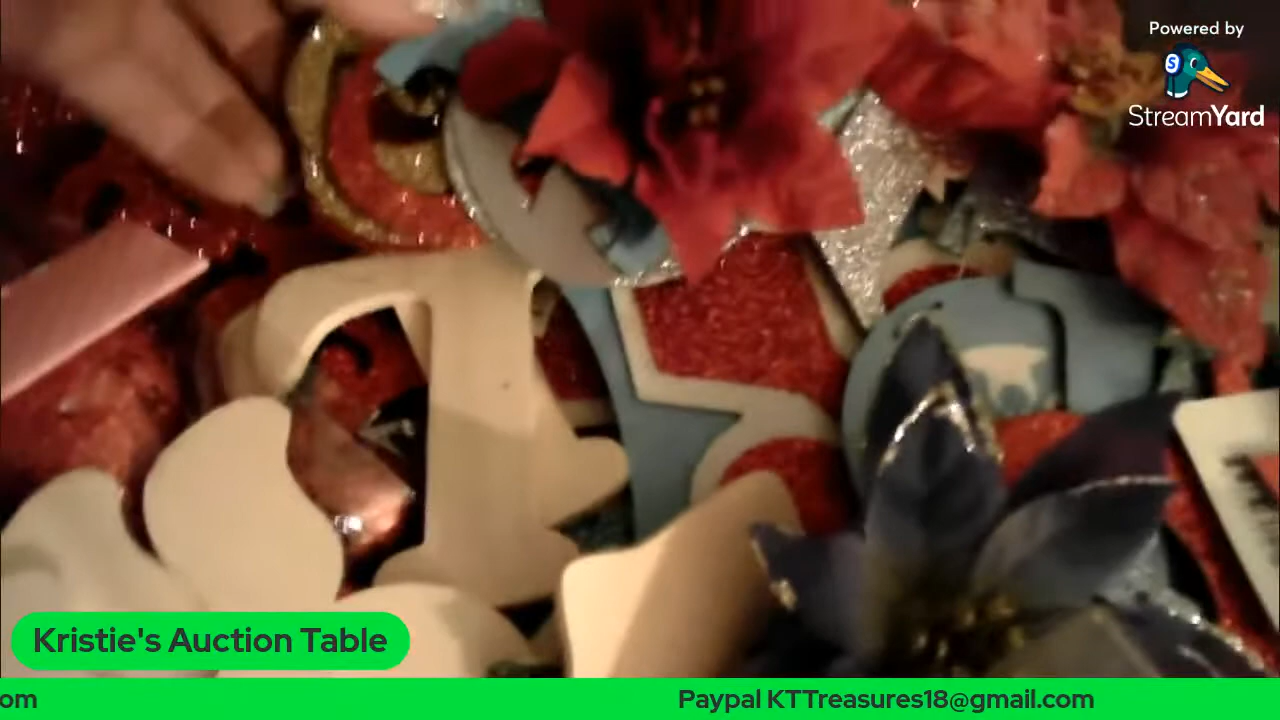 Powered by
StreamYard
Kristie's Auction Table
om
Paypal KTTreasures18@gmail.com